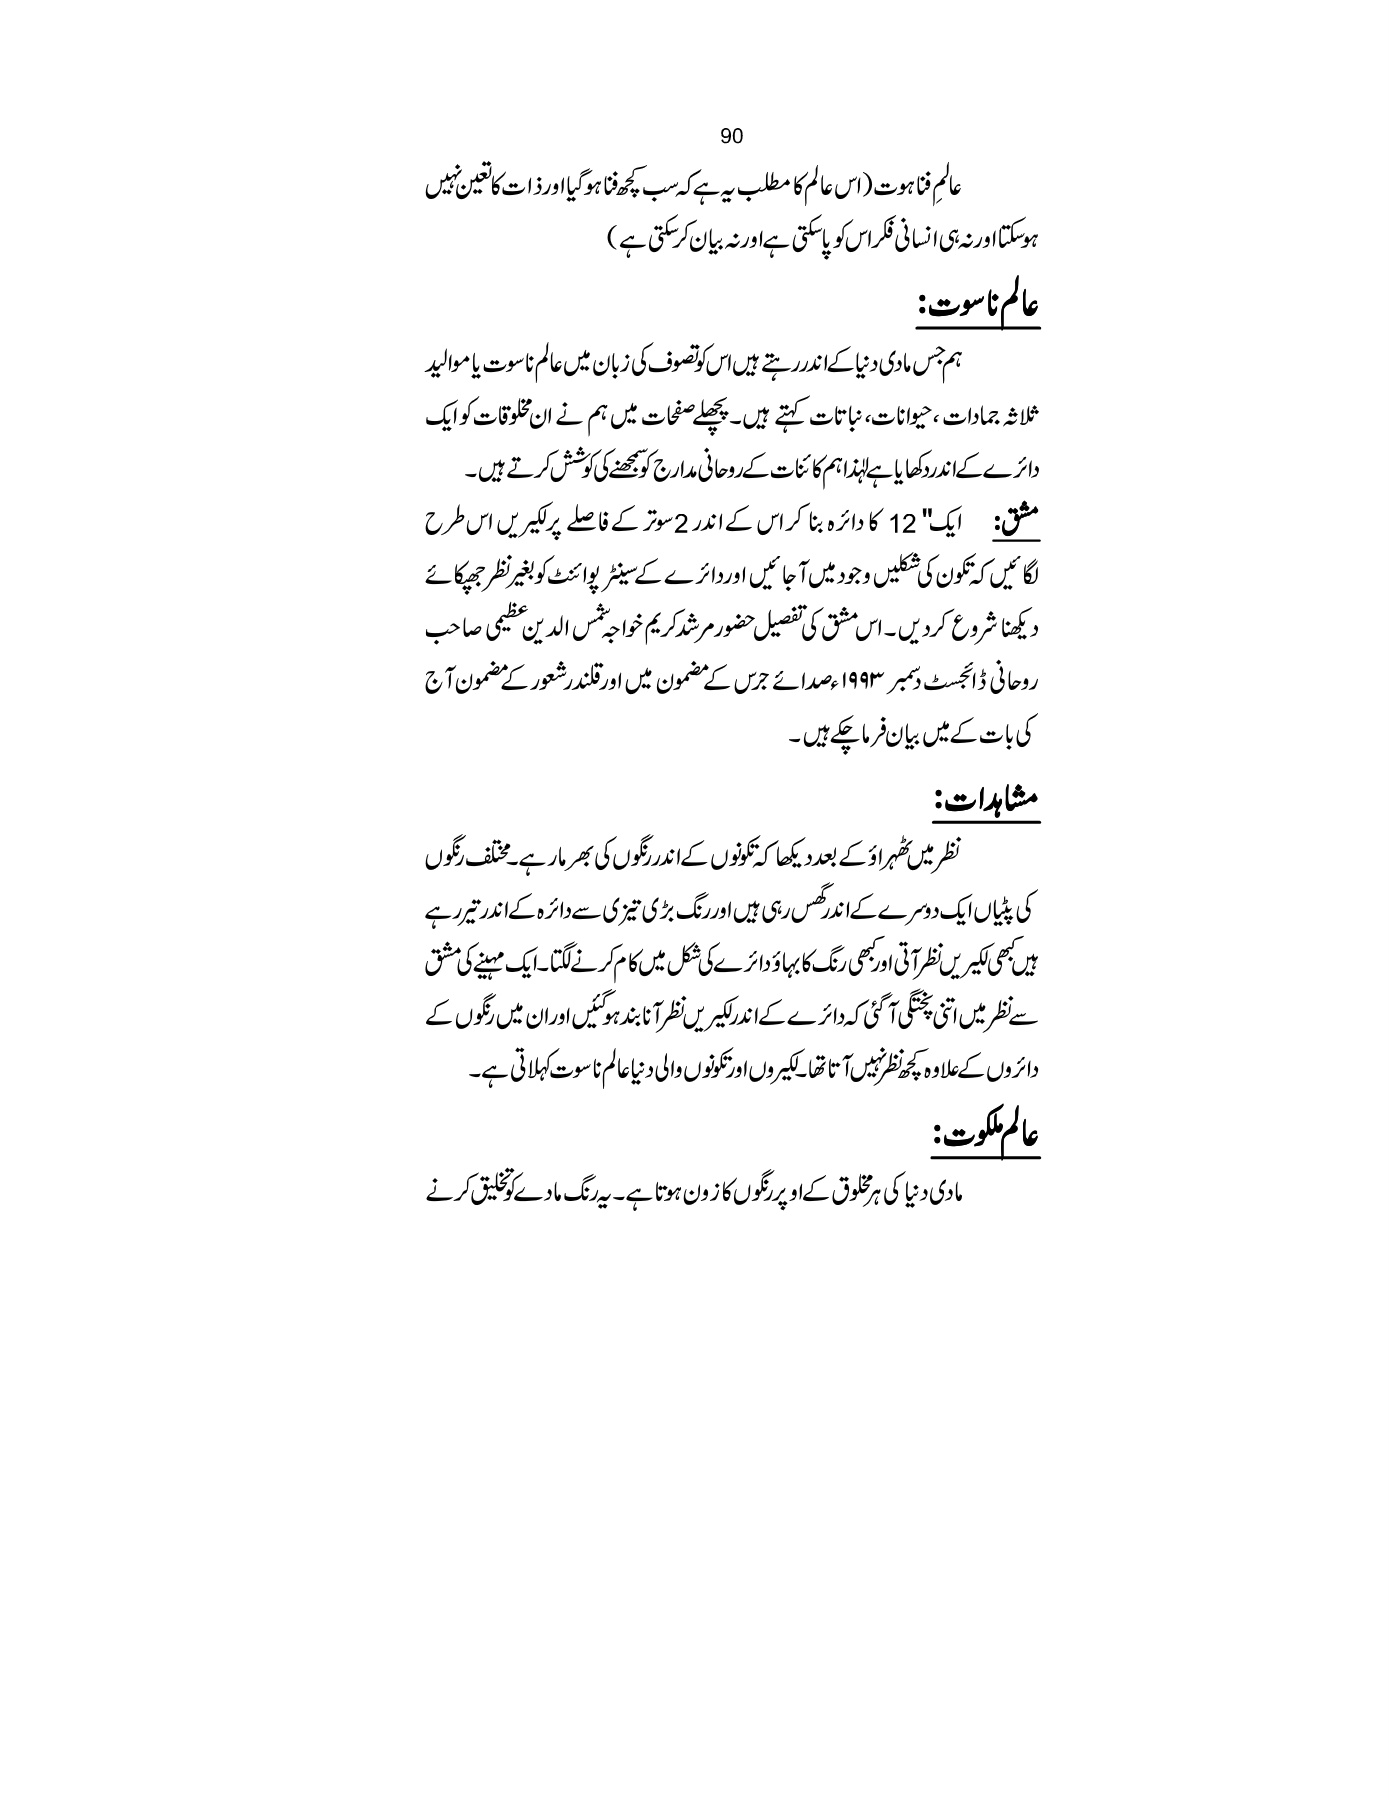 90
عالمِ فناہوت (اس عالم کا مطلب یہ ہے کہ سب کچھ فنا ہو گیا اور ذات کا تعین نہیں
ہو سکتا اور نہ ہی انسانی فکر اس کو پا سکتی ہے اور نہ بیان کر سکتی ہے)
عالم ناسوت:
ہم جس مادی دنیا کے اندر رہتے ہیں اس کو تصوف کی زبان میں عالم ناسوت یا موالید
ثلاثہ جمادات ،حیوانات، نباتات کہتے ہیں۔ پچھلے صفحات میں ہم نے ان مخلوقات کو ایک
دائرے کے اندر دکھایا ہے لہٰذا ہم کائنات کے روحانی مدارج کو سمجھنے کی کوشش کرتے ہیں۔
مشق: ایک "12 کا دائرہ بنا کر اس کے اندر 2 سوتر کے فاصلے پر لکیریں اس طرح
لگائیں کہ تکون کی شکلیں وجود میں آ جائیں اور دائرے کے سینٹر پوائنٹ کو بغیر نظر جھپکائے
دیکھنا شروع کر دیں۔ اس مشق کی تفصیل حضور مرشد کریم خواجہ شمس الدین عظیمی صاحب
روحانی ڈائجسٹ دسمبر ۱۹۹۳ء صدائے جرس کے مضمون میں اور قلندر شعور کے مضمون آج
کی بات کے میں بیان فرما چکے ہیں۔
مشاہدات:
نظر میں ٹھہراؤ کے بعد دیکھا کہ تکونوں کے اندر رنگوں کی بھر مار ہے۔ مختلف رنگوں
کی پٹیاں ایک دوسرے کے اندر گھس رہی ہیں اور رنگ بڑی تیزی سے دائرہ کے اندر تیر رہے
ہیں کبھی لکیریں نظر آتی اور کبھی رنگ کا بہاؤ دائرے کی شکل میں کام کرنے لگتا۔ ایک مہینے کی مشق
سے نظر میں اتنی پختگی آ گئی کہ دائرے کے اندر لکیریں نظر آنا بند ہو گئیں اور ان میں رنگوں کے
دائروں کے علاوہ کچھ نظر نہیں آتا تھا۔ لکیروں اور تکونوں والی دنیا عالم ناسوت کہلاتی ہے۔
عالم ملکوت:
مادی دنیا کی ہر مخلوق کے اوپر رنگوں کا زون ہوتا ہے۔ یہ رنگ مادے کو تخلیق کرنے